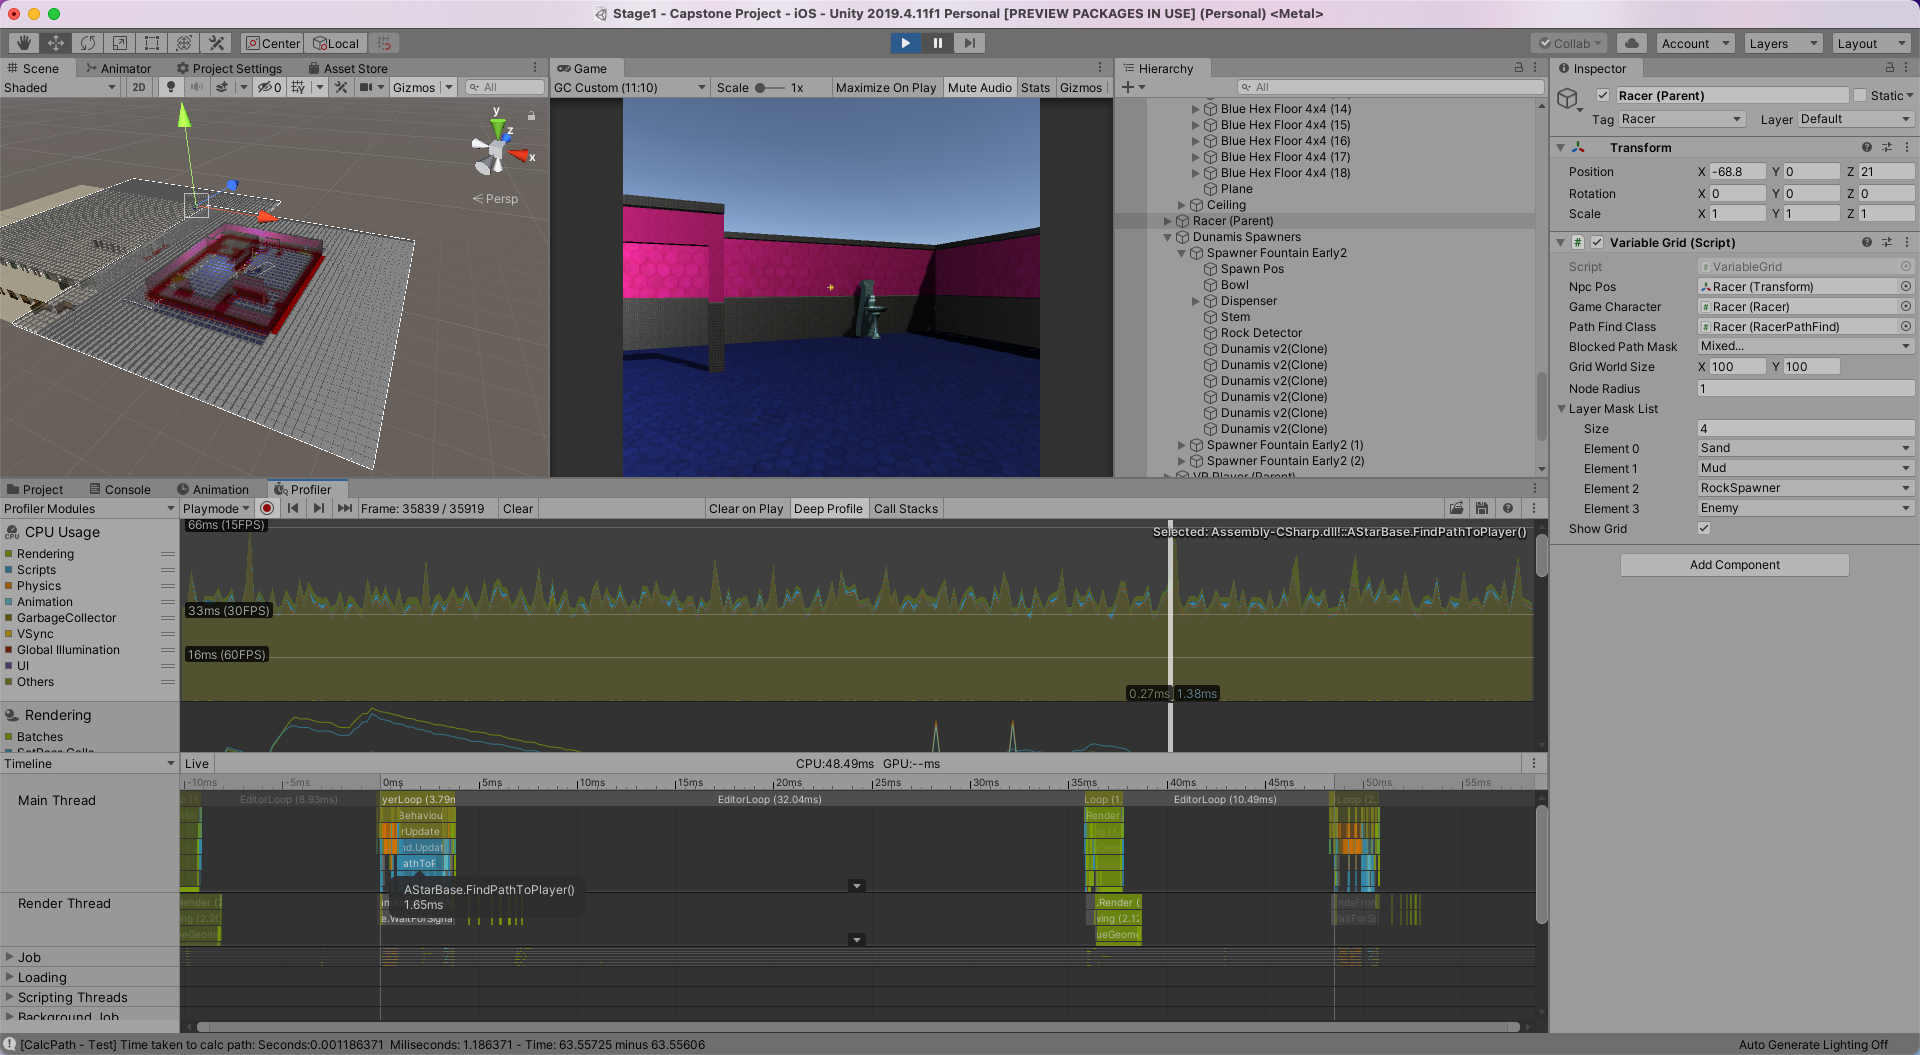 Stage1 - Capstone Project - iOS - Unity 2019.4.11f1 Personal [PREVIEW PACKAGES IN USE] (Personal) <Metal>
Center Local Collab Account Layers Layout
Scene Animator Project Settings Asset Store
Shaded 2D 0 Gizmos All
y
z
x
Persp
Game
GC Custom (11:10) Scale 1x Maximize On Play Mute Audio Stats Gizmos
Hierarchy
All
Blue Hex Floor 4x4 (14)
Blue Hex Floor 4x4 (15)
Blue Hex Floor 4x4 (16)
Blue Hex Floor 4x4 (17)
Blue Hex Floor 4x4 (18)
Plane
Ceiling
Racer (Parent)
Dunamis Spawners
Spawner Fountain Early2
Spawn Pos
Bowl
Dispenser
Stem
Rock Detector
Dunamis v2(Clone)
Dunamis v2(Clone)
Dunamis v2(Clone)
Dunamis v2(Clone)
Dunamis v2(Clone)
Dunamis v2(Clone)
Spawner Fountain Early2 (1)
Spawner Fountain Early2 (2)
VR Player (Parent)
Inspector
Racer (Parent) Static
Tag Racer Layer Default
Transform
Position X -68.8 Y 0 Z 21
Rotation X 0 Y 0 Z 0
Scale X 1 Y 1 Z 1
# Variable Grid (Script)
Script VariableGrid
Npc Pos Racer (Transform)
Game Character Racer (Racer)
Path Find Class Racer (RacerPathFind)
Blocked Path Mask Mixed...
Grid World Size X 100 Y 100
Node Radius 1
Layer Mask List
Size 4
Element 0 Sand
Element 1 Mud
Element 2 RockSpawner
Element 3 Enemy
Show Grid
Add Component
Project Console Animation Profiler
Profiler Modules Playmode Frame: 35839 / 35919 Clear Clear on Play Deep Profile Call Stacks
CPU Usage
Rendering
Scripts
Physics
Animation
GarbageCollector
VSync
Global Illumination
UI
Others
Rendering
Batches
SetPass Calls
66ms (15FPS)
Selected: Assembly-CSharp.dll!::AStarBase.FindPathToPlayer()
33ms (30FPS)
16ms (60FPS)
0.27ms 1.38ms
Timeline Live CPU:48.49ms GPU:--ms
-10ms -5ms 0ms 5ms 10ms 15ms 20ms 25ms 30ms 35ms 40ms 45ms 50ms 55ms
Main Thread
EditorLoop (8.93ms) yerLoop (3.79m EditorLoop (32.04ms) Loop (1. EditorLoop (10.49ms) Loop (2.
Behaviou Render
rUpdate
nd.Updat
athToF
AStarBase.FindPathToPlayer()
1.65ms
Render Thread
Render (2 .Render (
wing (2.20 e.WaitForSigna wing (2.12
ueGeom ueGeome
Job
Loading
Scripting Threads
Background Job
[CalcPath - Test] Time taken to calc path: Seconds:0.001186371 Miliseconds: 1.186371 - Time: 63.55725 minus 63.55606
Auto Generate Lighting Off